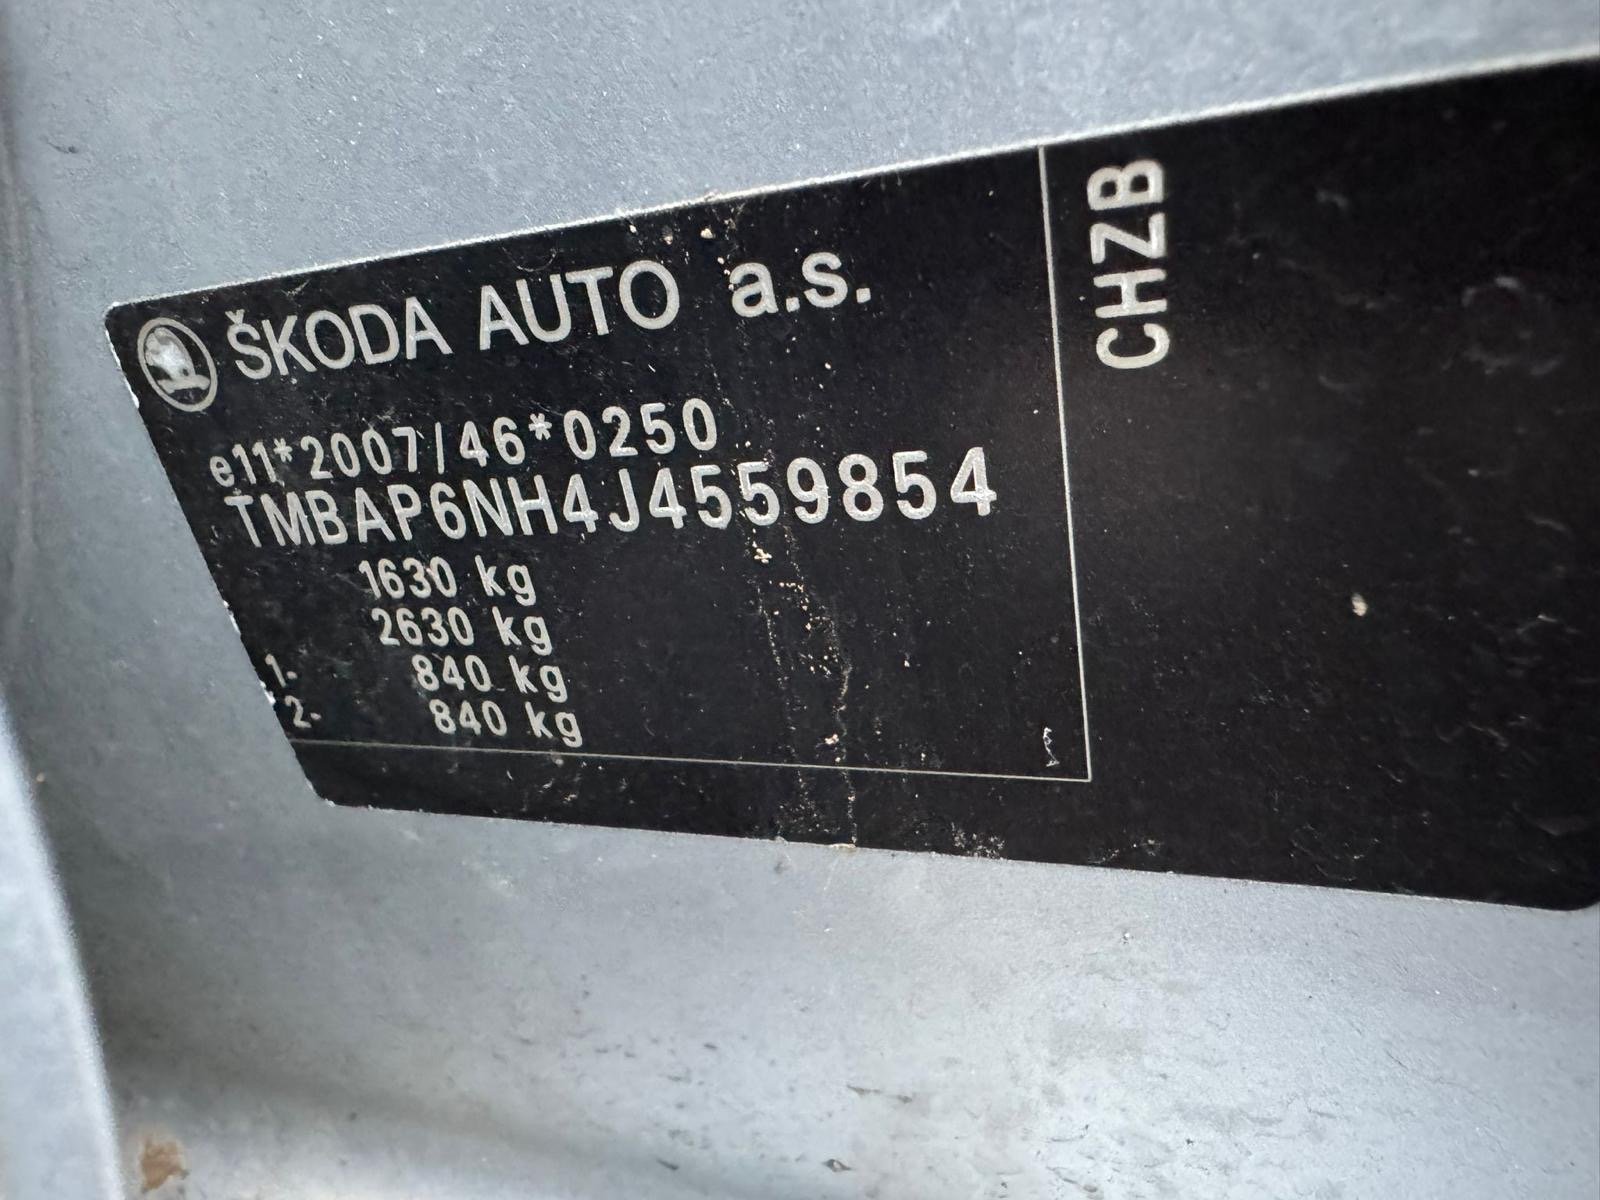 ŠKODA AUTO a.s.
e11*2007/46*0250
TMBAP6NH4J4559854
1630 kg
2630 kg
1- 840 kg
2- 840 kg
CHZB